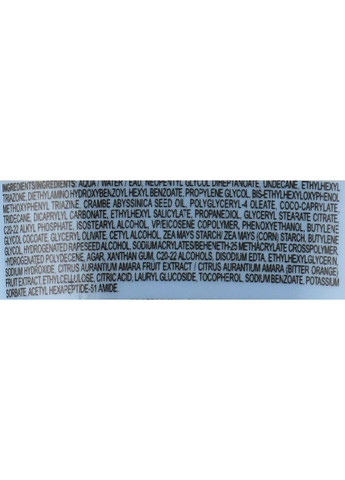 INGREDIENTS/INGREDIENTS: AQUA / WATER / EAU, NEOPENTYL GLYCOL DIHEPTANOATE, UNDECANE, ETHYLHEXYL
TRIAZONE, DIETHYLAMINO HYDROXYBENZOYL HEXYL BENZOATE, PROPYLENE GLYCOL, BIS-ETHYLHEXYLOXYPHENOL
METHOXYPHENYL TRIAZINE, CRAMBE ABYSSINICA SEED OIL, POLYGLYCERYL-4 OLEATE, COCO-CAPRYLATE,
TRIDECANE, DICAPRYLYL CARBONATE, ETHYLHEXYL SALICYLATE, PROPANEDIOL, GLYCERYL STEARATE CITRATE,
C20-22 ALKYL PHOSPHATE, ISOSTEARYL ALCOHOL, VP/EICOSENE COPOLYMER, PHENOXYETHANOL, BUTYLENE
GLYCOL COCOATE, GLYCERYL OLIVATE, CETYL ALCOHOL, ZEA MAYS STARCH / ZEA MAYS (CORN) STARCH, BUTYLENE
GLYCOL, HYDROGENATED RAPESEED ALCOHOL, SODIUM ACRYLATES/BEHENETH-25 METHACRYLATE CROSSPOLYMER,
HYDROGENATED POLYDECENE, AGAR, XANTHAN GUM, C20-22 ALCOHOLS, DISODIUM EDTA, ETHYLHEXYLGLYCERIN,
SODIUM HYDROXIDE, CITRUS AURANTIUM AMARA FRUIT EXTRACT / CITRUS AURANTIUM AMARA (BITTER ORANGE)
FRUIT EXTRACT, ETHYLCELLULOSE, CITRIC ACID, LAURYL GLUCOSIDE, TOCOPHEROL, SODIUM BENZOATE, POTASSIUM
SORBATE, ACETYL HEXAPEPTIDE-51 AMIDE.